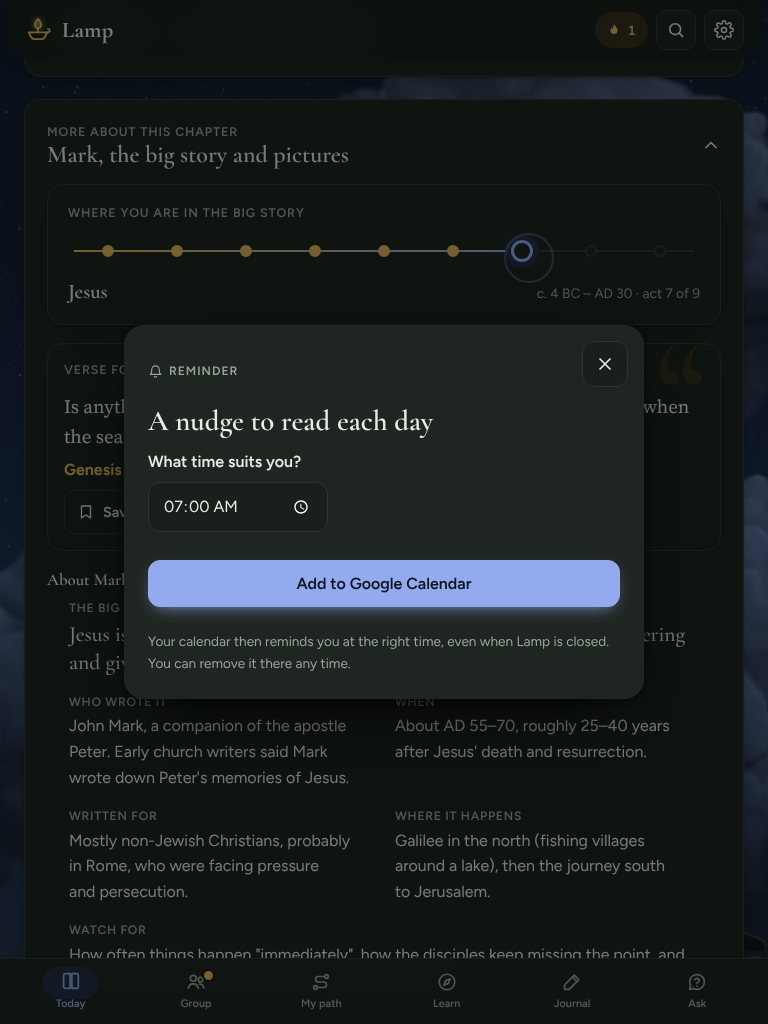 Lamp
1
MORE ABOUT THIS CHAPTER
Mark, the big story and pictures
WHERE YOU ARE IN THE BIG STORY
Jesus
c. 4 BC – AD 30 · act 7 of 9
VERSE
Is when
the sea
Genesis
REMINDER
A nudge to read each day
What time suits you?
07:00 AM
Add to Google Calendar
Your calendar then reminds you at the right time, even when Lamp is closed.
You can remove it there any time.
About
THE BIG
Jesus
and
WHO WROTE IT
John Mark, a companion of the apostle
Peter. Early church writers said Mark
wrote down Peter's memories of Jesus.
WHEN
About AD 55–70, roughly 25–40 years
after Jesus' death and resurrection.
WRITTEN FOR
Mostly non-Jewish Christians, probably
in Rome, who were facing pressure
and persecution.
WHERE IT HAPPENS
Galilee in the north (fishing villages
around a lake), then the journey south
to Jerusalem.
WATCH FOR
How often things happen "immediately", how the disciples keep missing the point, and
Today
Group
My path
Learn
Journal
Ask